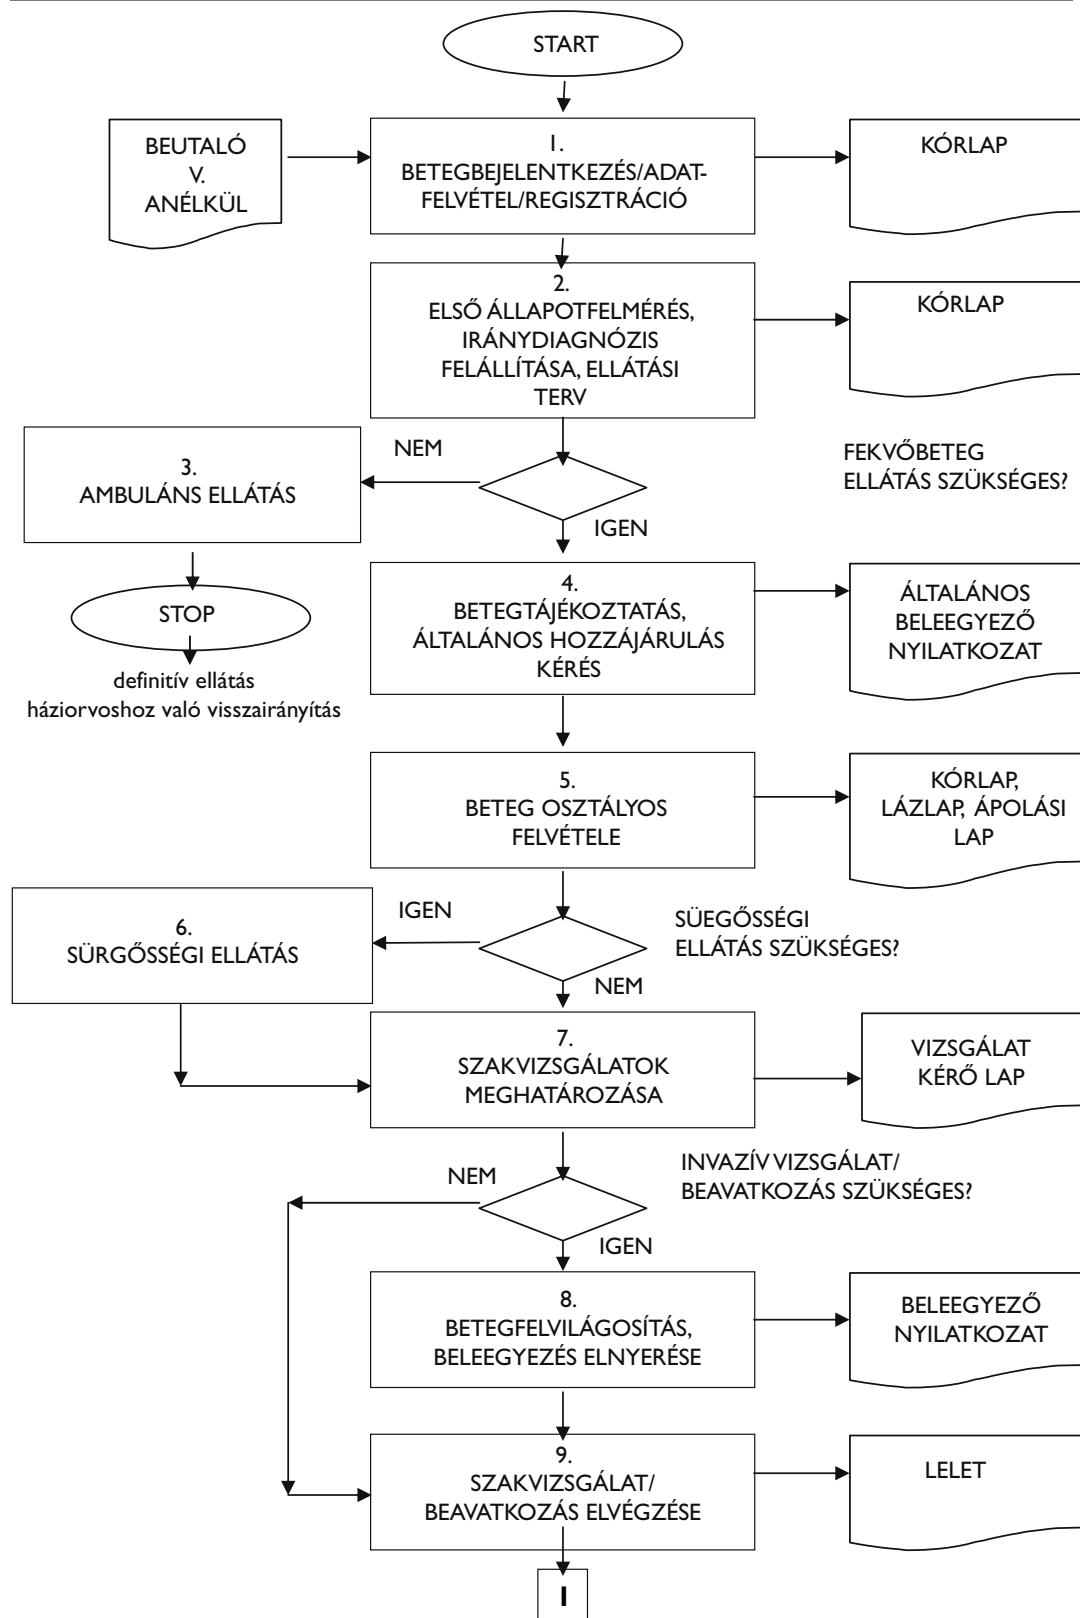 START
BEUTALÓ
V.
ANÉLKÜL
1.
BETEGBEJELENTKEZÉS/ADAT-
FELVÉTEL/REGISZTRÁCIÓ
KÓRLAP
2.
ELSŐ ÁLLAPOTFELMÉRÉS,
IRÁNYDIAGNÓZIS
FELÁLLÍTÁSA, ELLÁTÁSI
TERV
KÓRLAP
NEM
FEKVŐBETEG
ELLÁTÁS SZÜKSÉGES?
3.
AMBULÁNS ELLÁTÁS
IGEN
STOP
definitív ellátás
háziorvoshoz való visszairányítás
4.
BETEGTÁJÉKOZTATÁS,
ÁLTALÁNOS HOZZÁJÁRULÁS
KÉRÉS
ÁLTALÁNOS
BELEEGYEZŐ
NYILATKOZAT
5.
BETEG OSZTÁLYOS
FELVÉTELE
KÓRLAP,
LÁZLAP, ÁPOLÁSI
LAP
IGEN
SÜEGŐSSÉGI
ELLÁTÁS SZÜKSÉGES?
6.
SÜRGŐSSÉGI ELLÁTÁS
NEM
7.
SZAKVIZSGÁLATOK
MEGHATÁROZÁSA
VIZSGÁLAT
KÉRŐ LAP
NEM
INVAZÍV VIZSGÁLAT/
BEAVATKOZÁS SZÜKSÉGES?
IGEN
8.
BETEGFELVILÁGOSÍTÁS,
BELEEGYEZÉS ELNYERÉSE
BELEEGYEZŐ
NYILATKOZAT
9.
SZAKVIZSGÁLAT/
BEAVATKOZÁS ELVÉGZÉSE
LELET
1